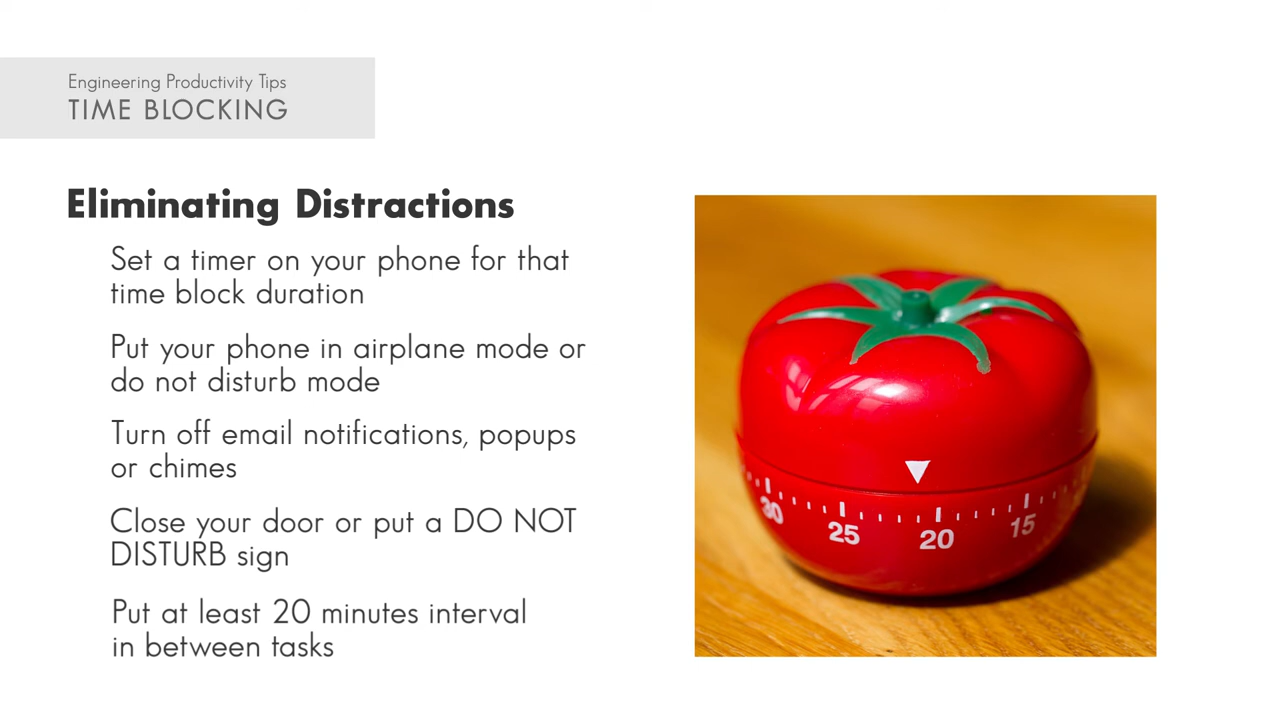 Engineering Productivity Tips
TIME BLOCKING
Eliminating Distractions
Set a timer on your phone for that
time block duration
Put your phone in airplane mode or
do not disturb mode
Turn off email notifications, popups
or chimes
Close your door or put a DO NOT
DISTURB sign
Put at least 20 minutes interval
in between tasks
30 25 20 15